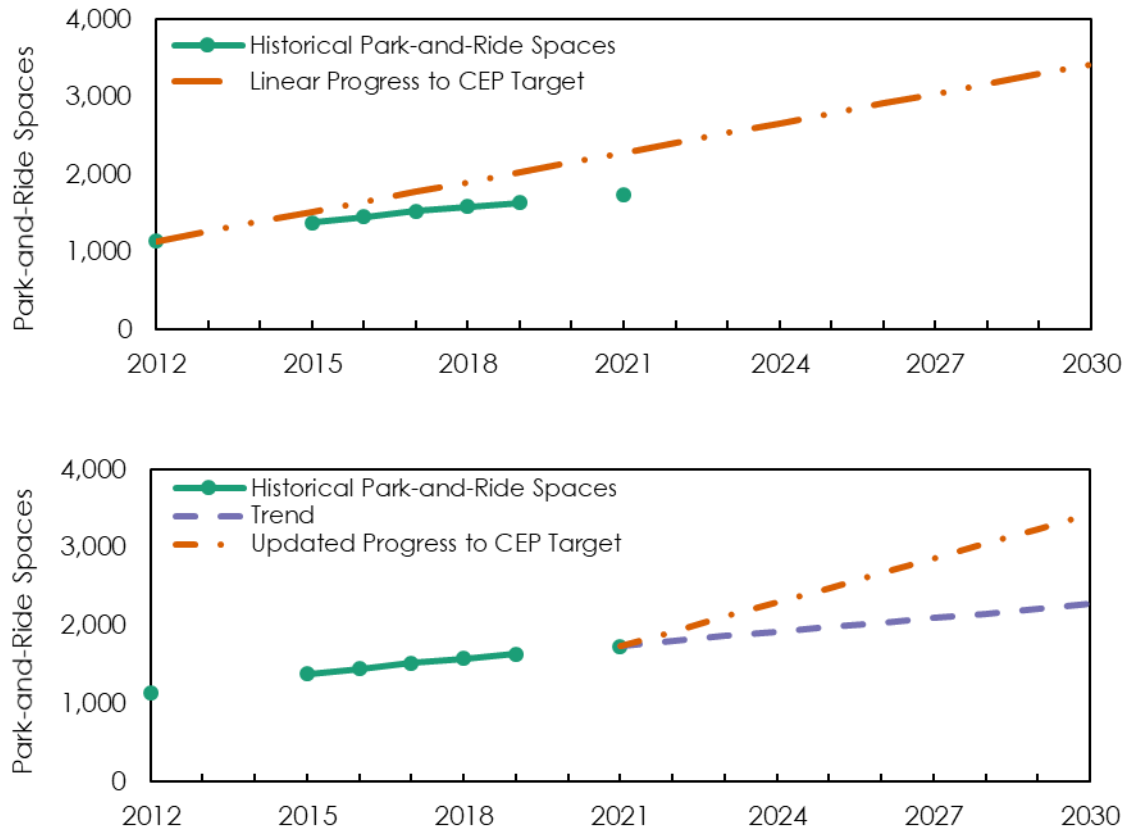 4,000
Historical Park-and-Ride Spaces
Linear Progress to CEP Target
3,000
2,000
1,000
0
Park-and-Ride Spaces
2012 2015 2018 2021 2024 2027 2030
4,000
Historical Park-and-Ride Spaces
Trend
Updated Progress to CEP Target
3,000
2,000
1,000
0
Park-and-Ride Spaces
2012 2015 2018 2021 2024 2027 2030